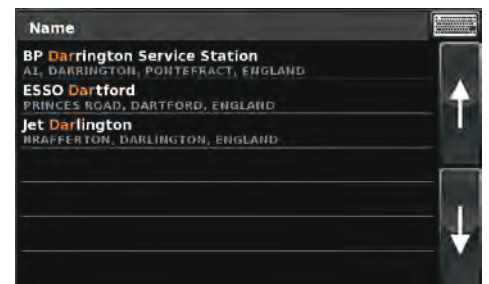 Name
BP Darrington Service Station
A1, DARRINGTON, PONTEFRACT, ENGLAND
ESSO Dartford
PRINCES ROAD, DARTFORD, ENGLAND
Jet Darlington
BRAFFERTON, DARLINGTON, ENGLAND